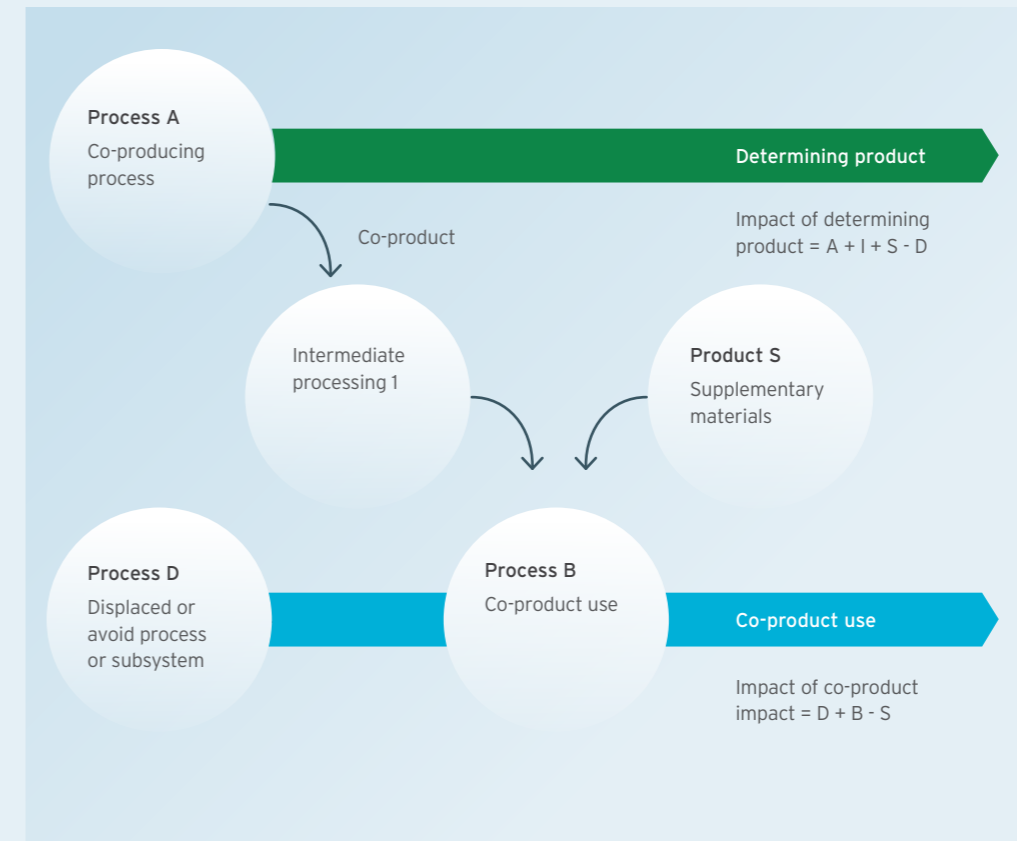 Process A
Co-producing
process
Determining product
Impact of determining
product = A + I + S - D
Co-product
Intermediate
processing 1
Product S
Supplementary
materials
Process D
Displaced or
avoid process
or subsystem
Process B
Co-product use
Co-product use
Impact of co-product
impact = D + B - S